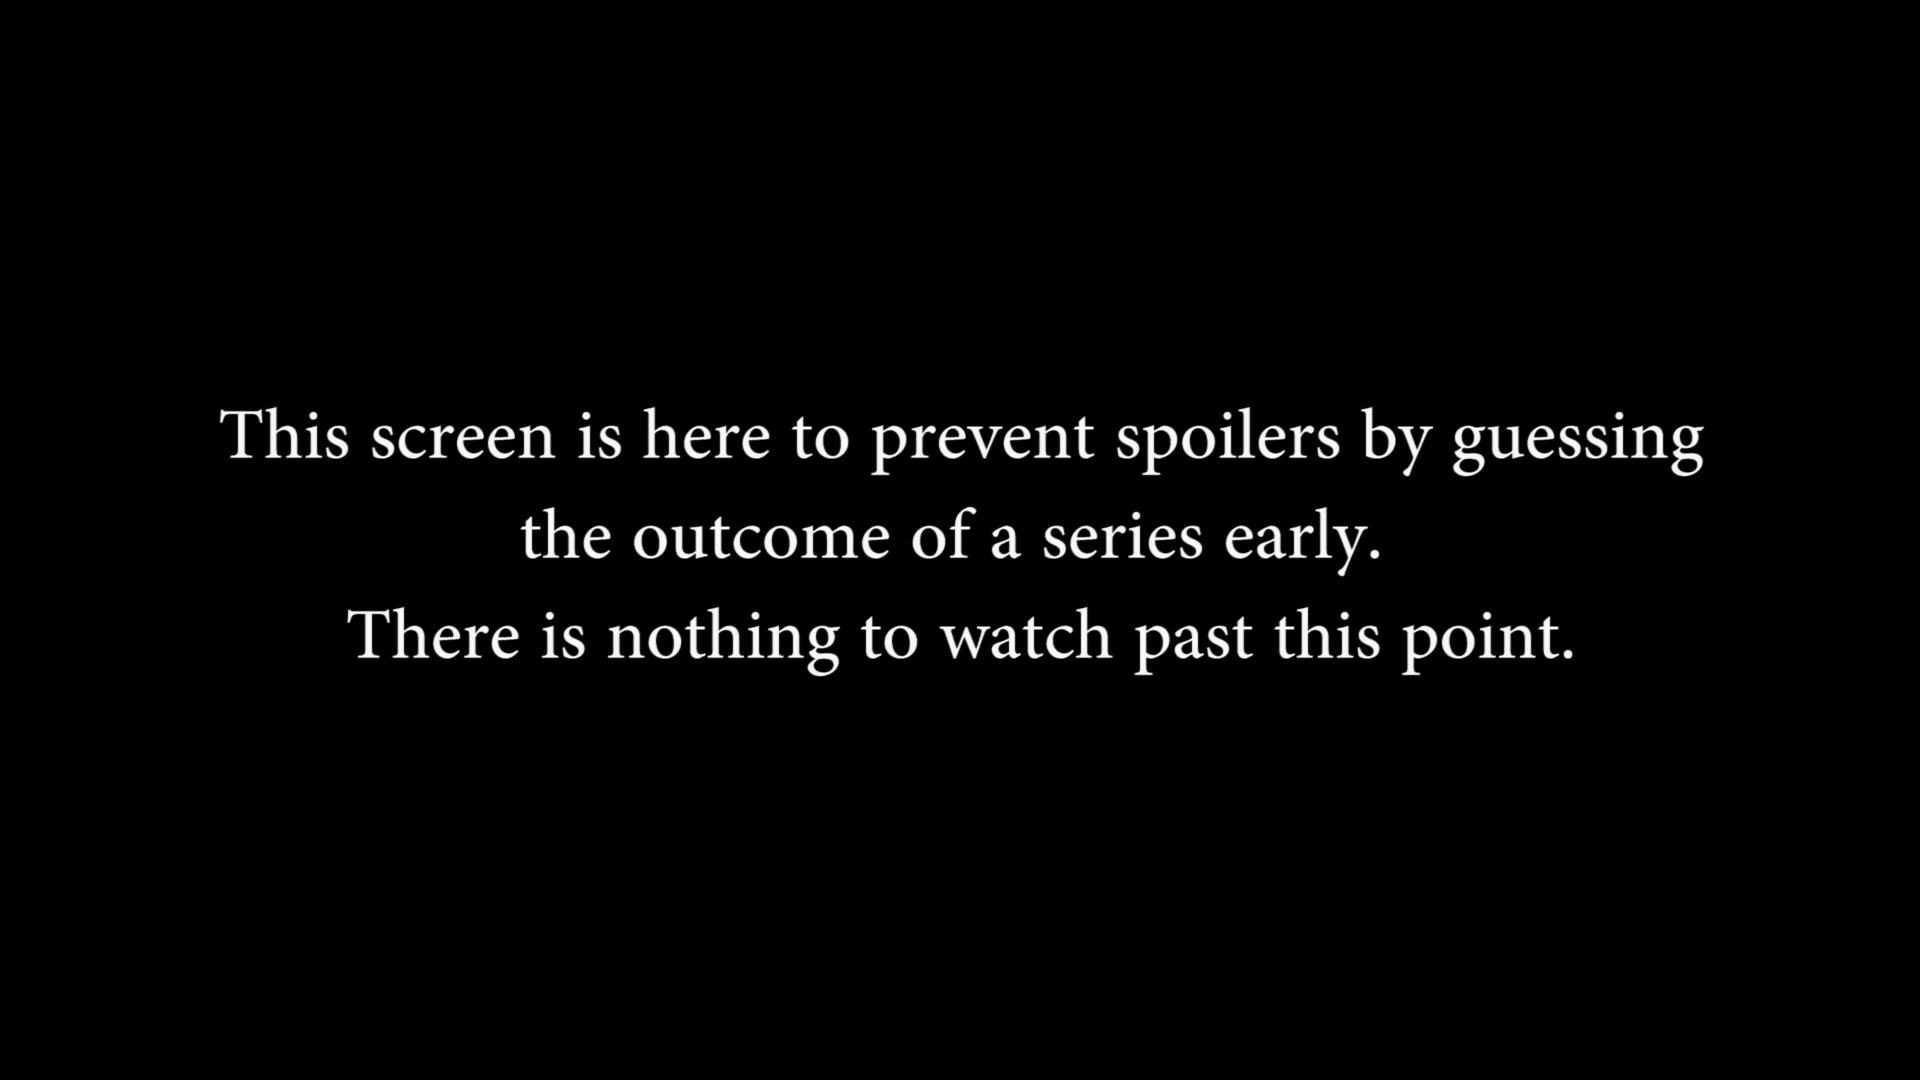 This screen is here to prevent spoilers by guessing
the outcome of a series early.
There is nothing to watch past this point.